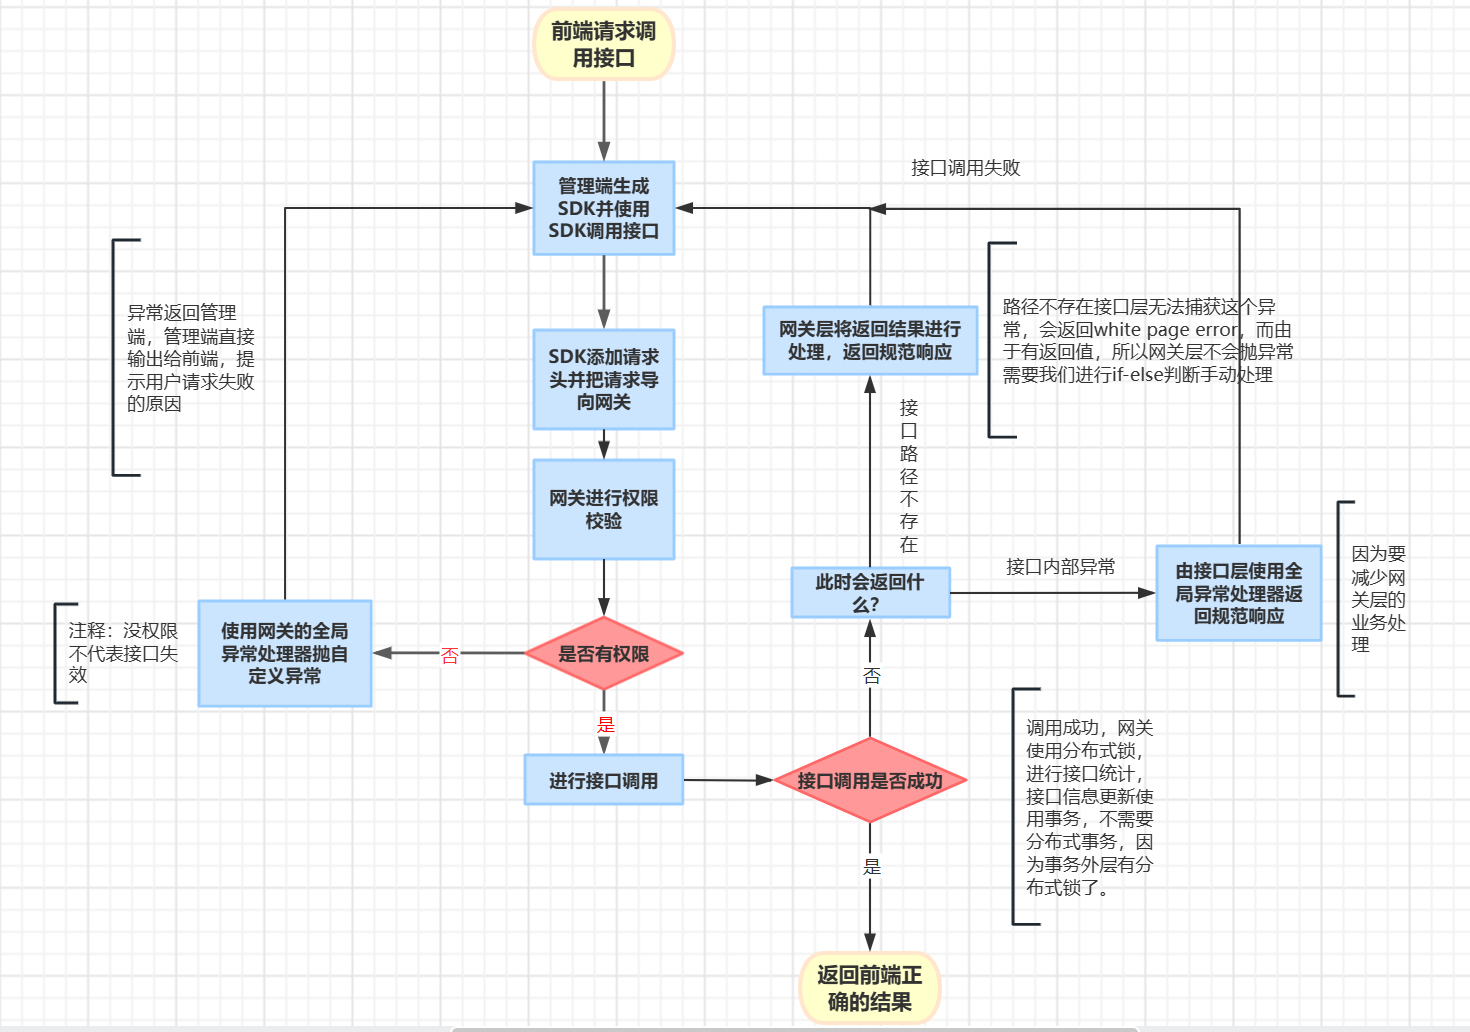 前端请求调
用接口
接口调用失败
管理端生成
SDK并使用
SDK调用接口
异常返回管理
端，管理端直接
输出给前端，提
示用户请求失败
的原因
网关层将返回结果进行
处理，返回规范响应
路径不存在接口层无法捕获这个异
常，会返回white page error，而由
于有返回值，所以网关层不会抛异常
需要我们进行if-else判断手动处理
SDK添加请求
头并把请求导
向网关
接
口
路
径
不
存
在
网关进行权限
校验
此时会返回什
么？
接口内部异常
由接口层使用全
局异常处理器返
回规范响应
因为要
减少网
关层的
业务处
理
注释：没权限
不代表接口失
效
使用网关的全局
异常处理器抛自
定义异常
否
是否有权限
否
是
进行接口调用
接口调用是否成功
调用成功，网关
使用分布式锁，
进行接口统计，
接口信息更新使
用事务，不需要
分布式事务，因
为事务外层有分
布式锁了。
是
返回前端正
确的结果